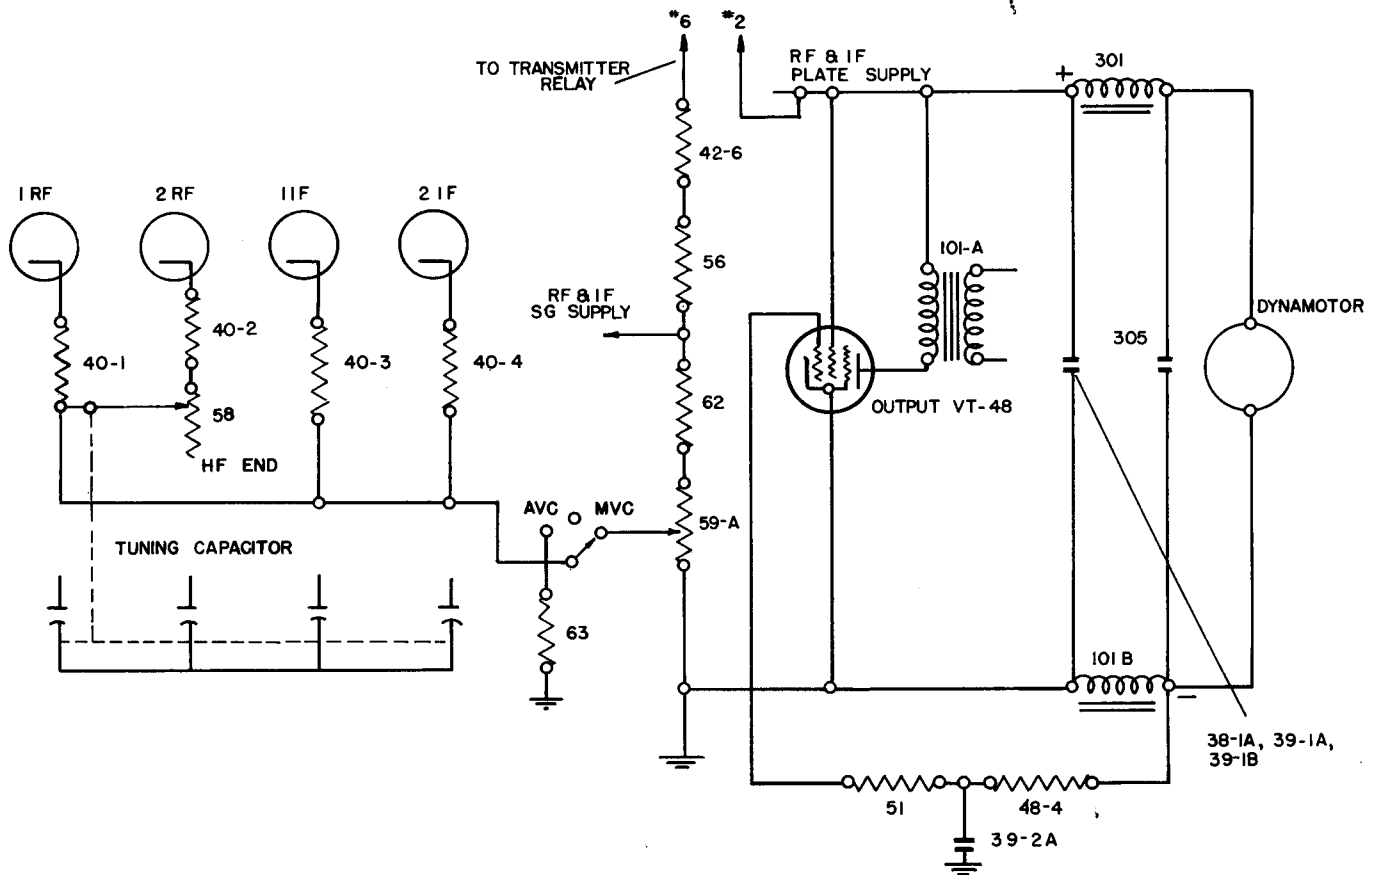 *6
*2
TO TRANSMITTER
RELAY
RF & IF
PLATE SUPPLY
+
301
42-6
1 RF
2 RF
1 IF
2 IF
56
101-A
RF & IF
SG SUPPLY
DYNAMOTOR
40-2
305
40-1
40-3
40-4
62
OUTPUT VT-48
58
HF END
AVC
MVC
59-A
TUNING CAPACITOR
63
101 B
-
38-1A, 39-1A,
39-1B
51
48-4
39-2A